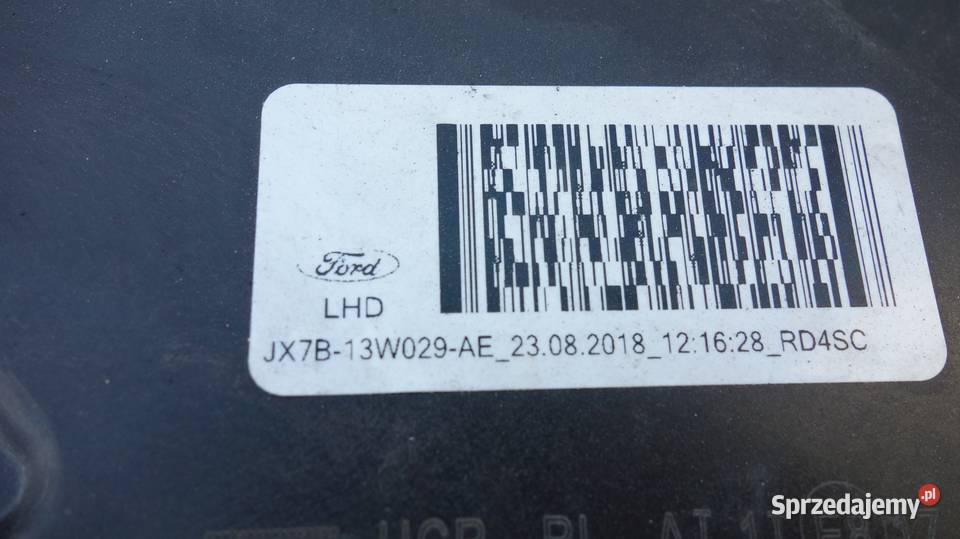 Ford
LHD
JX7B-13W029-AE_23.08.2018_12:16:28_RD4SC
Sprzedajemy.pl